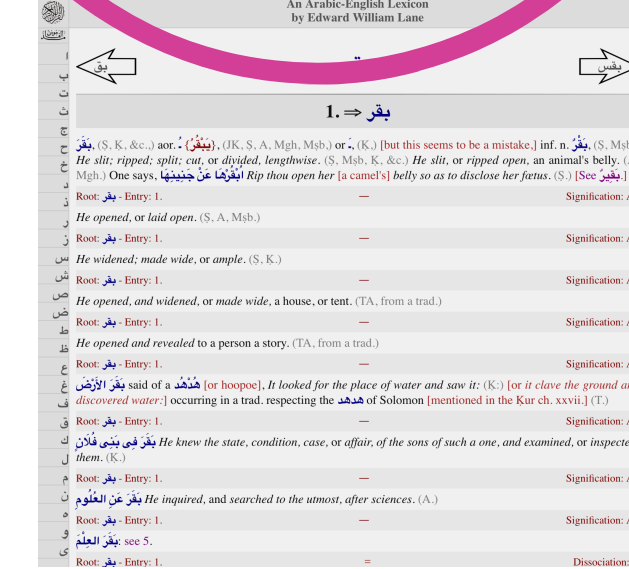 An Arabic-English Lexicon
by Edward William Lane
ا
بق
بقس
ب
ت
ث
1. ⇒ بقر
ج
ح
بَقَرَ, (Ṣ, Ḳ, &c.,) aor. ـُ {يَبْقُرُ}, (JK, Ṣ, A, Mgh, Mṣb,) or ـَ, (Ḳ,) [but this seems to be a mistake,] inf. n. بَقْرٌ, (Ṣ,
He slit; ripped; split; cut, or divided, lengthwise. (Ṣ, Mṣb, Ḳ, &c.) He slit, or ripped open, an animal's belly.
Mgh.) One says, ابْقُرْهَا عَنْ جَنِينِهَا Rip thou open her [a camel's] belly so as to disclose her fœtus. (Ṣ.) [See بَقِيرٌ.]
خ
د
Root: بقر - Entry: 1. — Signification:
ذ
He opened, or laid open. (Ṣ, A, Mṣb.)
ر
Root: بقر - Entry: 1. — Signification:
ز
He widened; made wide, or ample. (Ṣ, Ḳ.)
س
Root: بقر - Entry: 1. — Signification:
ش
He opened, and widened, or made wide, a house, or tent. (TA, from a trad.)
ص
ض
Root: بقر - Entry: 1. — Signification:
ط
He opened and revealed to a person a story. (TA, from a trad.)
ظ
Root: بقر - Entry: 1. — Signification:
ع
بَقَرَ الأَرْضَ said of a هُدْهُد [or hoopoe], It looked for the place of water and saw it: (Ḳ:) [or it clave the ground
غ
discovered water:] occurring in a trad. respecting the هدهد of Solomon [mentioned in the Ḳur ch. xxvii.] (T.)
ف
Root: بقر - Entry: 1. — Signification:
ق
بَقَرَ فِى بَنِى فُلَانٍ He knew the state, condition, case, or affair, of the sons of such a one, and examined, or
ك
them. (Ḳ.)
ل
Root: بقر - Entry: 1. — Signification:
م
بَقَرَ عَنِ العُلُومِ He inquired, and searched to the utmost, after sciences. (A.)
ن
Root: بقر - Entry: 1. — Signification:
ه
و
بَقَرَ العِلْمَ: see 5.
ى
Root: بقر - Entry: 1. = Dissociation: